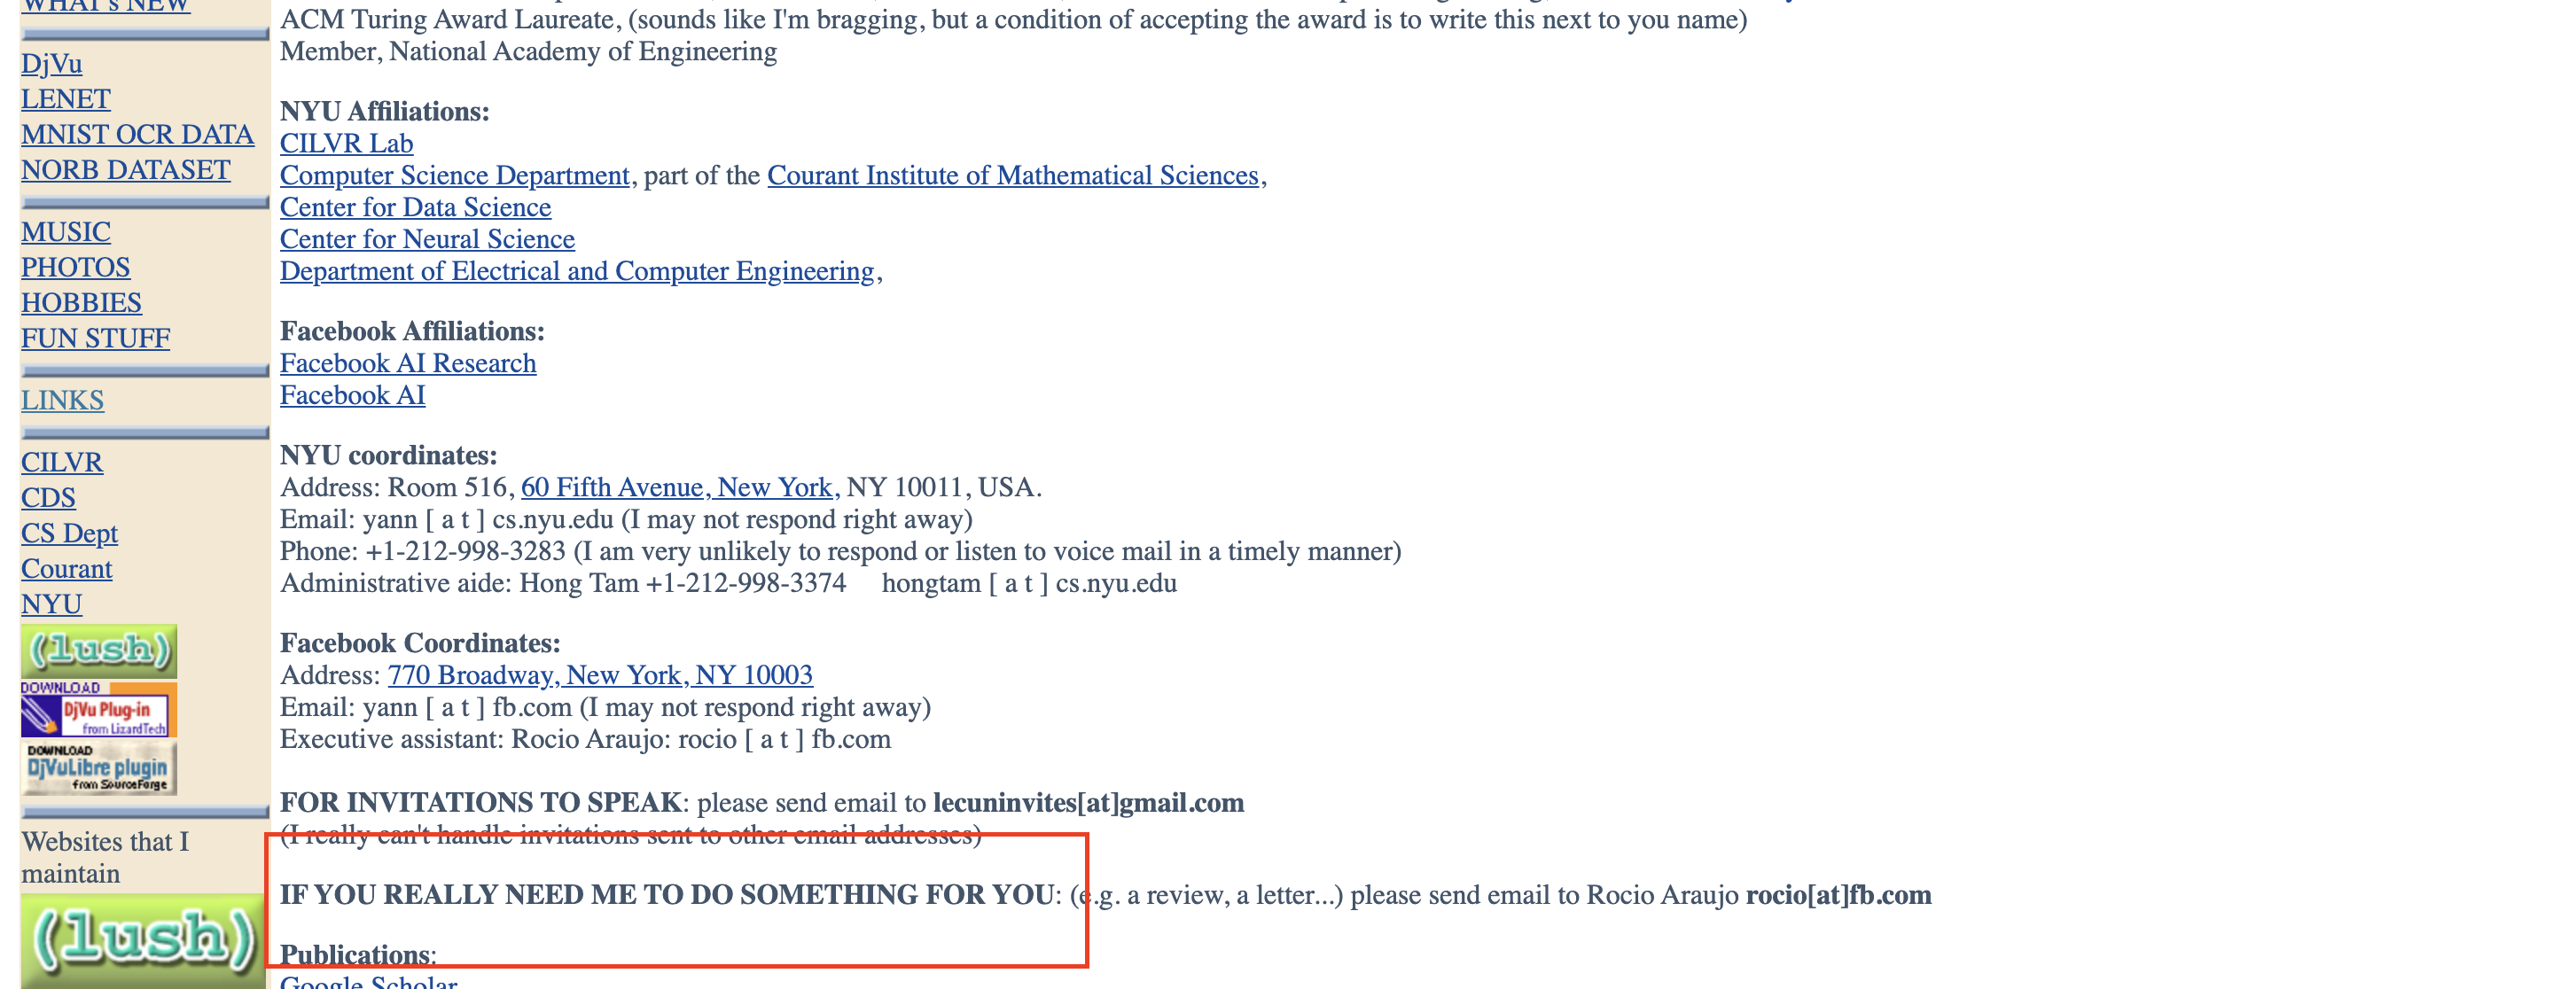 WHAT's NEW
DjVu
LENET
MNIST OCR DATA
NORB DATASET
MUSIC
PHOTOS
HOBBIES
FUN STUFF
LINKS
CILVR
CDS
CS Dept
Courant
NYU
(lush)
DOWNLOAD
DjVu Plug-in
from LizardTech
DOWNLOAD
DjVuLibre plugin
from SourceForge
Websites that I
maintain
(lush)
ACM Turing Award Laureate, (sounds like I'm bragging, but a condition of accepting the award is to write this next to you name)
Member, National Academy of Engineering
NYU Affiliations:
CILVR Lab
Computer Science Department, part of the Courant Institute of Mathematical Sciences,
Center for Data Science
Center for Neural Science
Department of Electrical and Computer Engineering,
Facebook Affiliations:
Facebook AI Research
Facebook AI
NYU coordinates:
Address: Room 516, 60 Fifth Avenue, New York, NY 10011, USA.
Email: yann [ a t ] cs.nyu.edu (I may not respond right away)
Phone: +1-212-998-3283 (I am very unlikely to respond or listen to voice mail in a timely manner)
Administrative aide: Hong Tam +1-212-998-3374 hongtam [ a t ] cs.nyu.edu
Facebook Coordinates:
Address: 770 Broadway, New York, NY 10003
Email: yann [ a t ] fb.com (I may not respond right away)
Executive assistant: Rocio Araujo: rocio [ a t ] fb.com
FOR INVITATIONS TO SPEAK: please send email to lecuninvites[at]gmail.com
(I really can't handle invitations sent to other email addresses)
IF YOU REALLY NEED ME TO DO SOMETHING FOR YOU: (e.g. a review, a letter...) please send email to Rocio Araujo rocio[at]fb.com
Publications:
Google Scholar